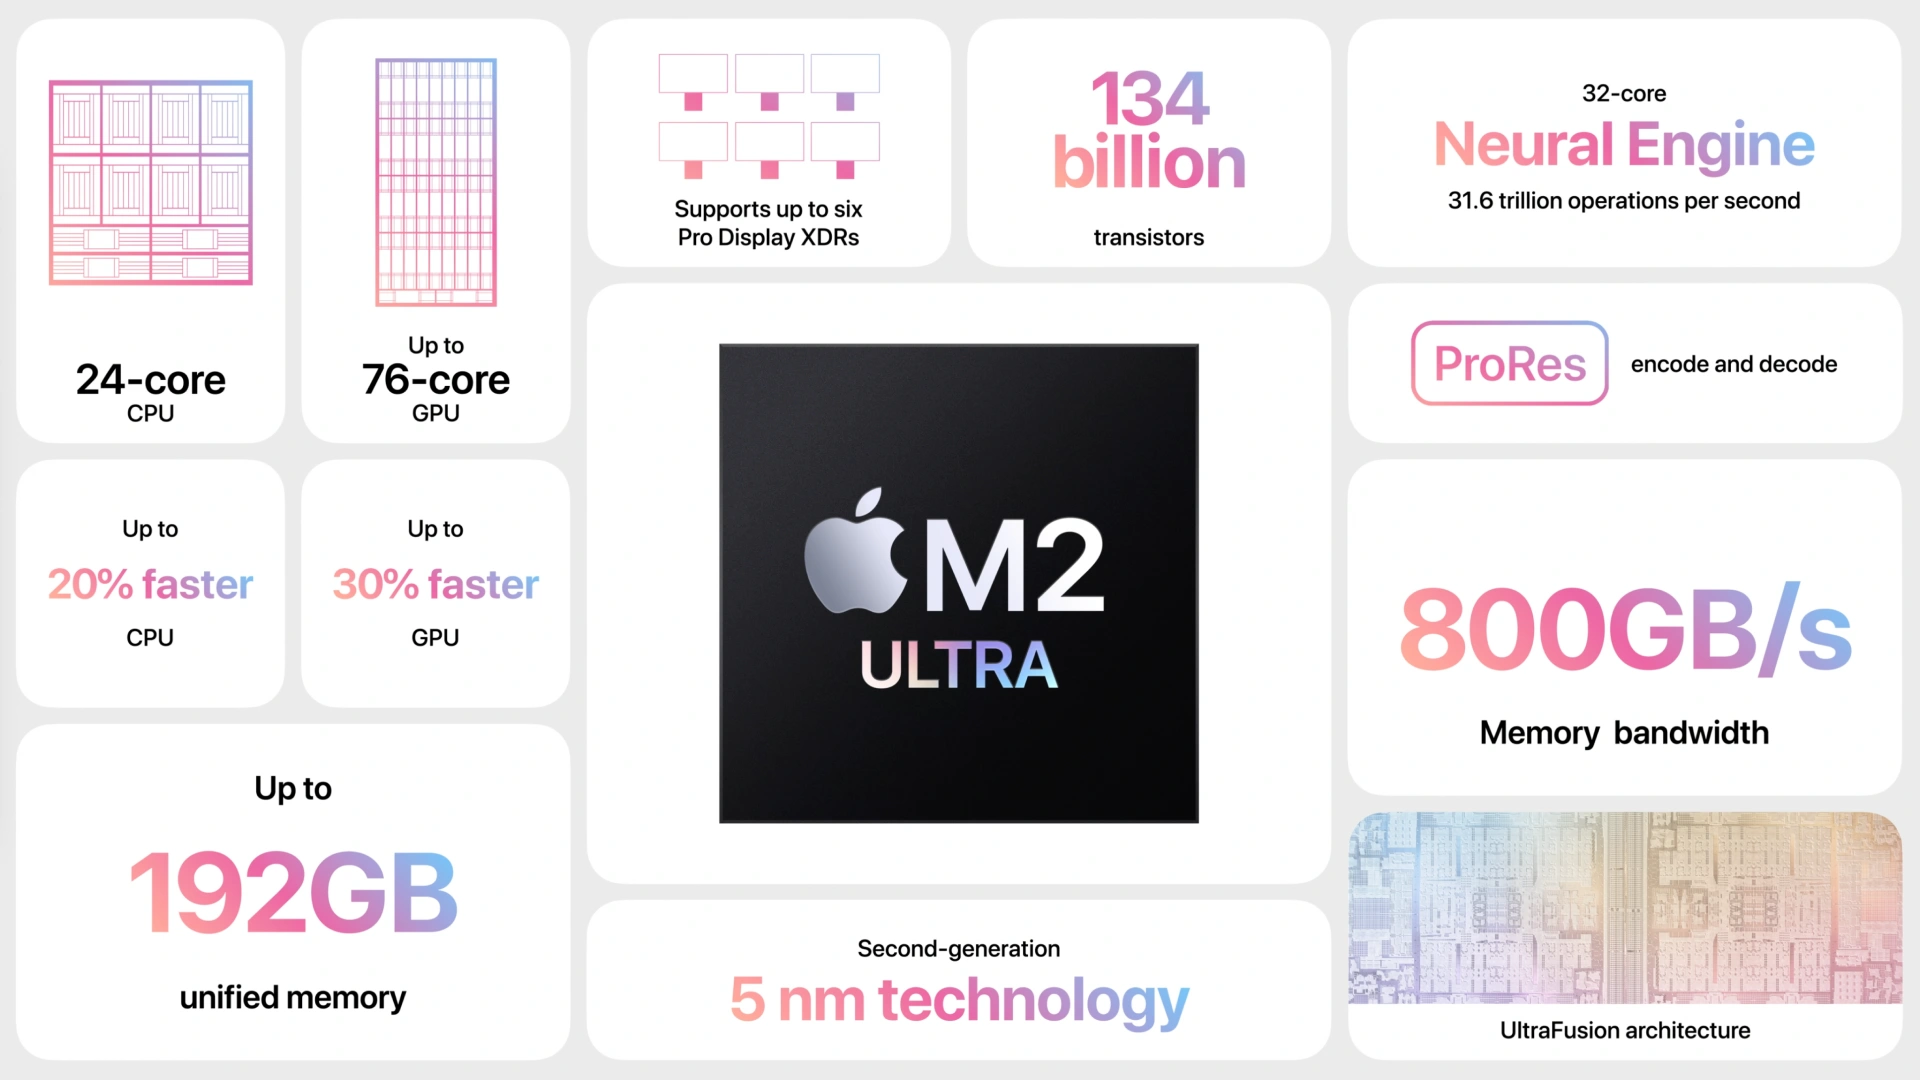 24-core
CPU
Up to
76-core
GPU
Supports up to six
Pro Display XDRs
134
billion
transistors
32-core
Neural Engine
31.6 trillion operations per second
ProRes
encode and decode
Up to
20% faster
CPU
Up to
30% faster
GPU
M2
ULTRA
800GB/s
Memory bandwidth
Up to
192GB
unified memory
Second-generation
5 nm technology
UltraFusion architecture